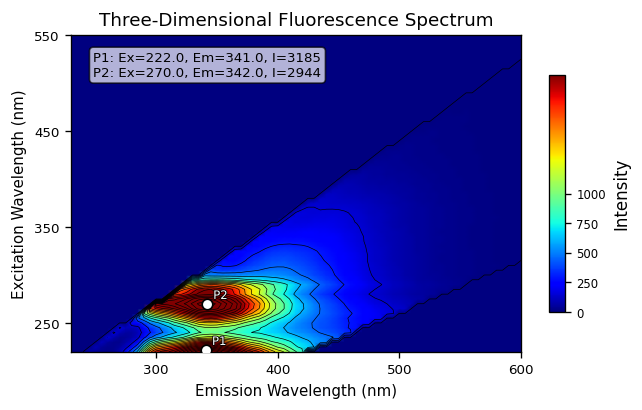 Three-Dimensional Fluorescence Spectrum
P1: Ex=222.0, Em=341.0, I=3185
P2: Ex=270.0, Em=342.0, I=2944
550
450
350
250
Excitation Wavelength (nm)
P2
P1
300
400
500
600
Emission Wavelength (nm)
1000
750
500
250
0
Intensity